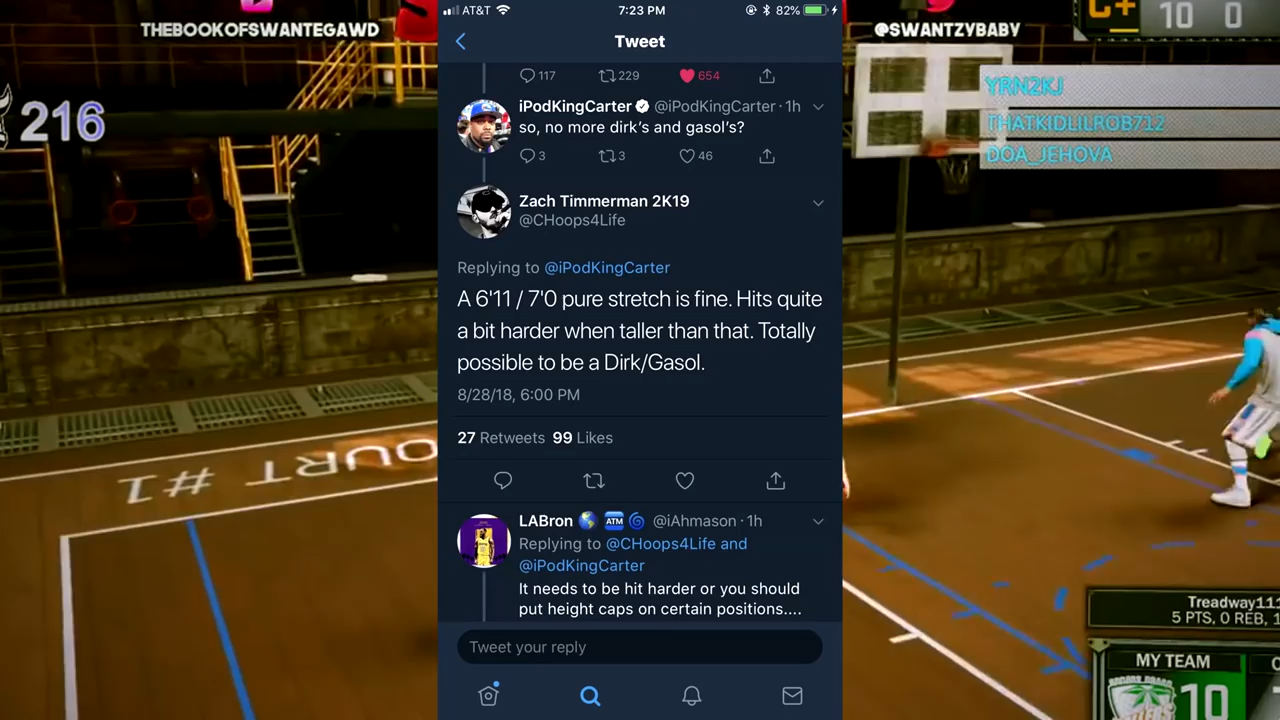 THEBOOKOFSWANTEGAWD
@SWANTZYBABY
216
C+ 10 0
YRN2KJ
THATKIDLILROB712
DOA_JEHOVA
AT&T 7:23 PM 82%
Tweet
117 229 654
iPodKingCarter @iPodKingCarter · 1h
so, no more dirk's and gasol's?
3 3 46
Zach Timmerman 2K19
@CHoops4Life
Replying to @iPodKingCarter
A 6'11 / 7'0 pure stretch is fine. Hits quite
a bit harder when taller than that. Totally
possible to be a Dirk/Gasol.
8/28/18, 6:00 PM
27 Retweets 99 Likes
LABron ATM @iAhmason · 1h
Replying to @CHoops4Life and
@iPodKingCarter
It needs to be hit harder or you should
put height caps on certain positions....
Tweet your reply
COURT #1
Treadway111
5 PTS, 0 REB, 1
MY TEAM
10